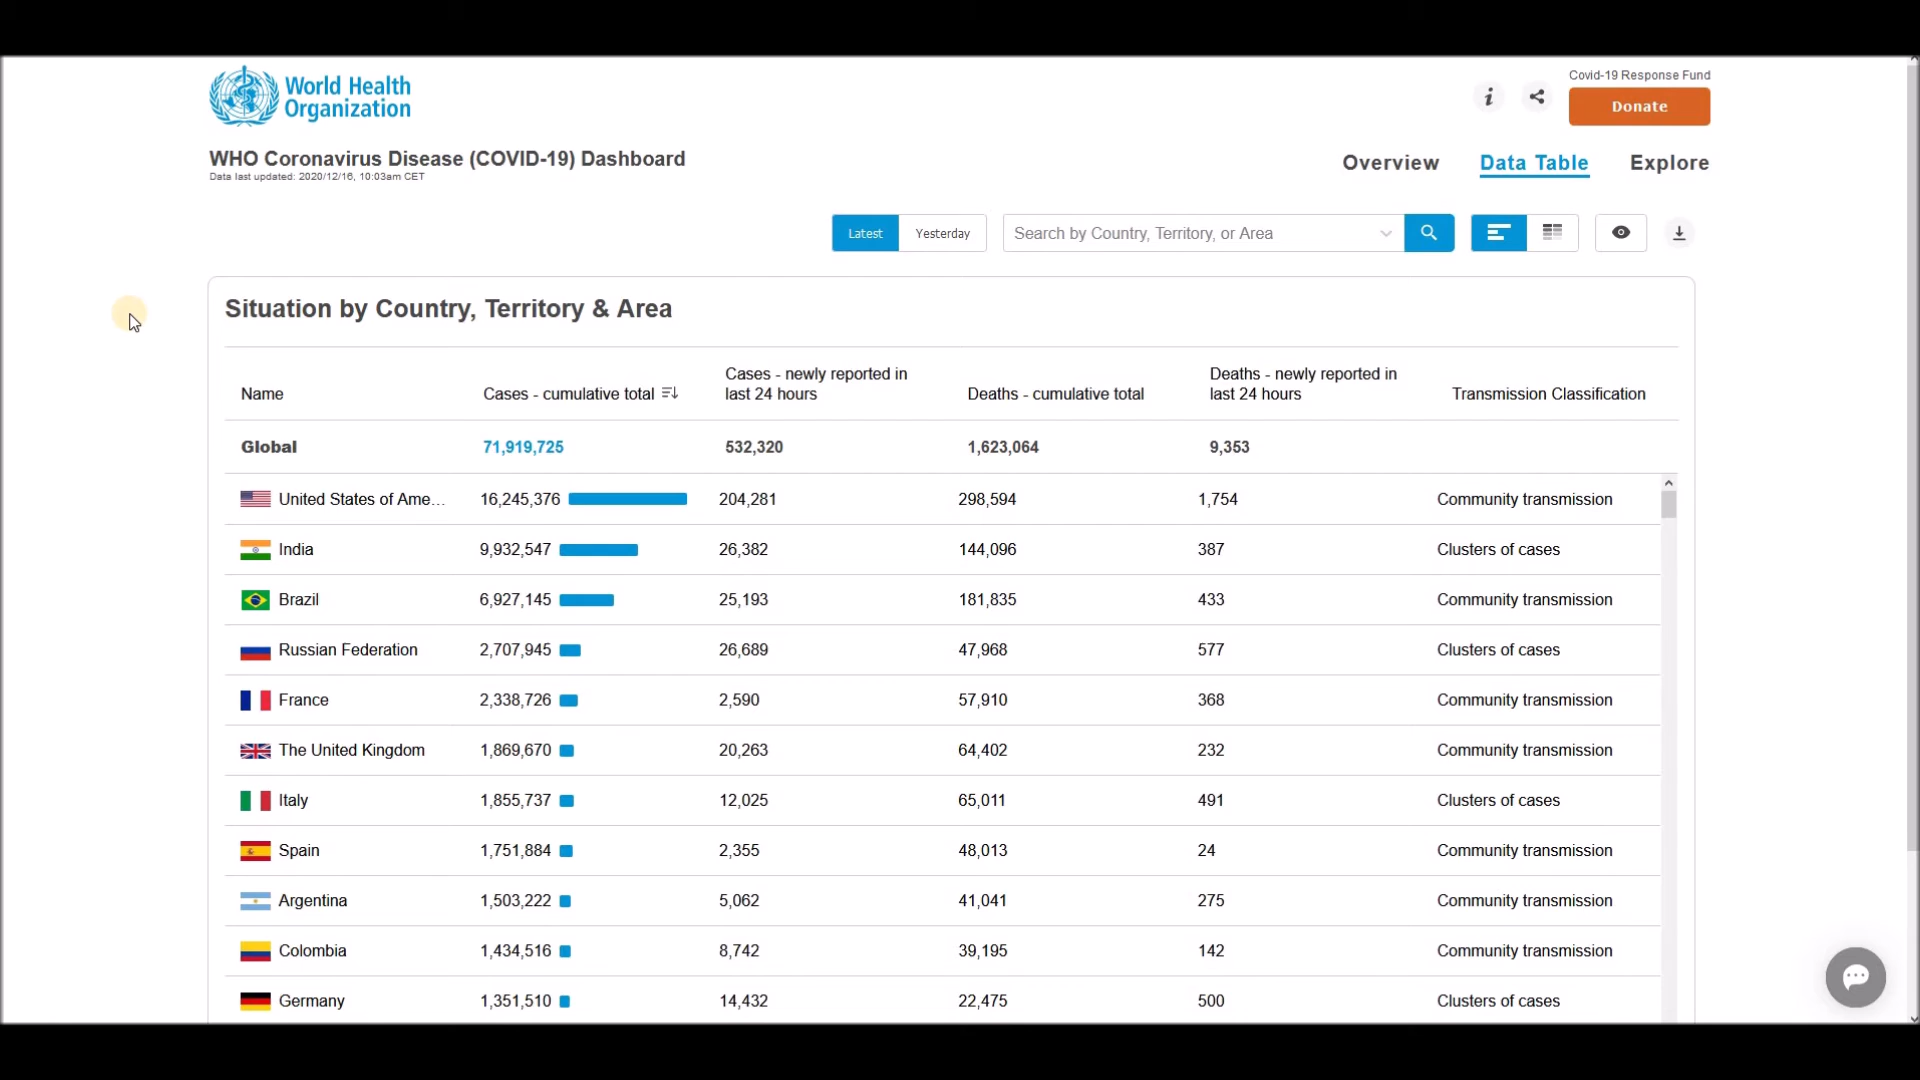 World Health
Organization
Covid-19 Response Fund
Donate
WHO Coronavirus Disease (COVID-19) Dashboard
Data last updated: 2020/12/16, 10:03am CET
Overview Data Table Explore
Latest Yesterday Search by Country, Territory, or Area
Situation by Country, Territory & Area
Name Cases - cumulative total Cases - newly reported in last 24 hours Deaths - cumulative total Deaths - newly reported in last 24 hours Transmission Classification
Global 71,919,725 532,320 1,623,064 9,353
United States of Ame... 16,245,376 204,281 298,594 1,754 Community transmission
India 9,932,547 26,382 144,096 387 Clusters of cases
Brazil 6,927,145 25,193 181,835 433 Community transmission
Russian Federation 2,707,945 26,689 47,968 577 Clusters of cases
France 2,338,726 2,590 57,910 368 Community transmission
The United Kingdom 1,869,670 20,263 64,402 232 Community transmission
Italy 1,855,737 12,025 65,011 491 Clusters of cases
Spain 1,751,884 2,355 48,013 24 Community transmission
Argentina 1,503,222 5,062 41,041 275 Community transmission
Colombia 1,434,516 8,742 39,195 142 Community transmission
Germany 1,351,510 14,432 22,475 500 Clusters of cases